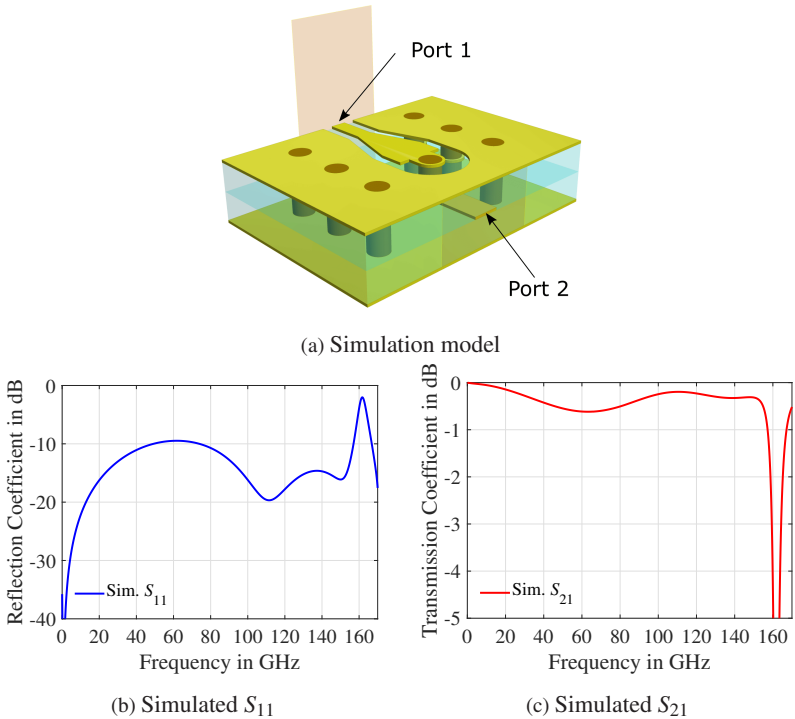 Port 1
Port 2
(a) Simulation model
Reflection Coefficient in dB
0
-10
-20
-30
-40
Sim. S11
0 20 40 60 80 100 120 140 160
Frequency in GHz
(b) Simulated S11
Transmission Coefficient in dB
0
-1
-2
-3
-4
-5
Sim. S21
0 20 40 60 80 100 120 140 160
Frequency in GHz
(c) Simulated S21